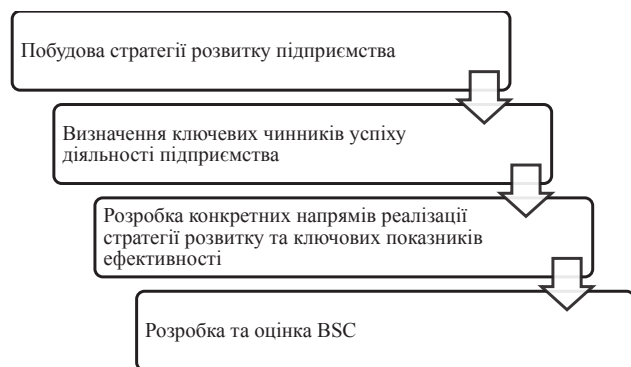 Побудова стратегії розвитку підприємства
Визначення ключевих чинників успіху
діяльності підприємства
Розробка конкретних напрямів реалізації
стратегії розвитку та ключових показників
ефективності
Розробка та оцінка BSC